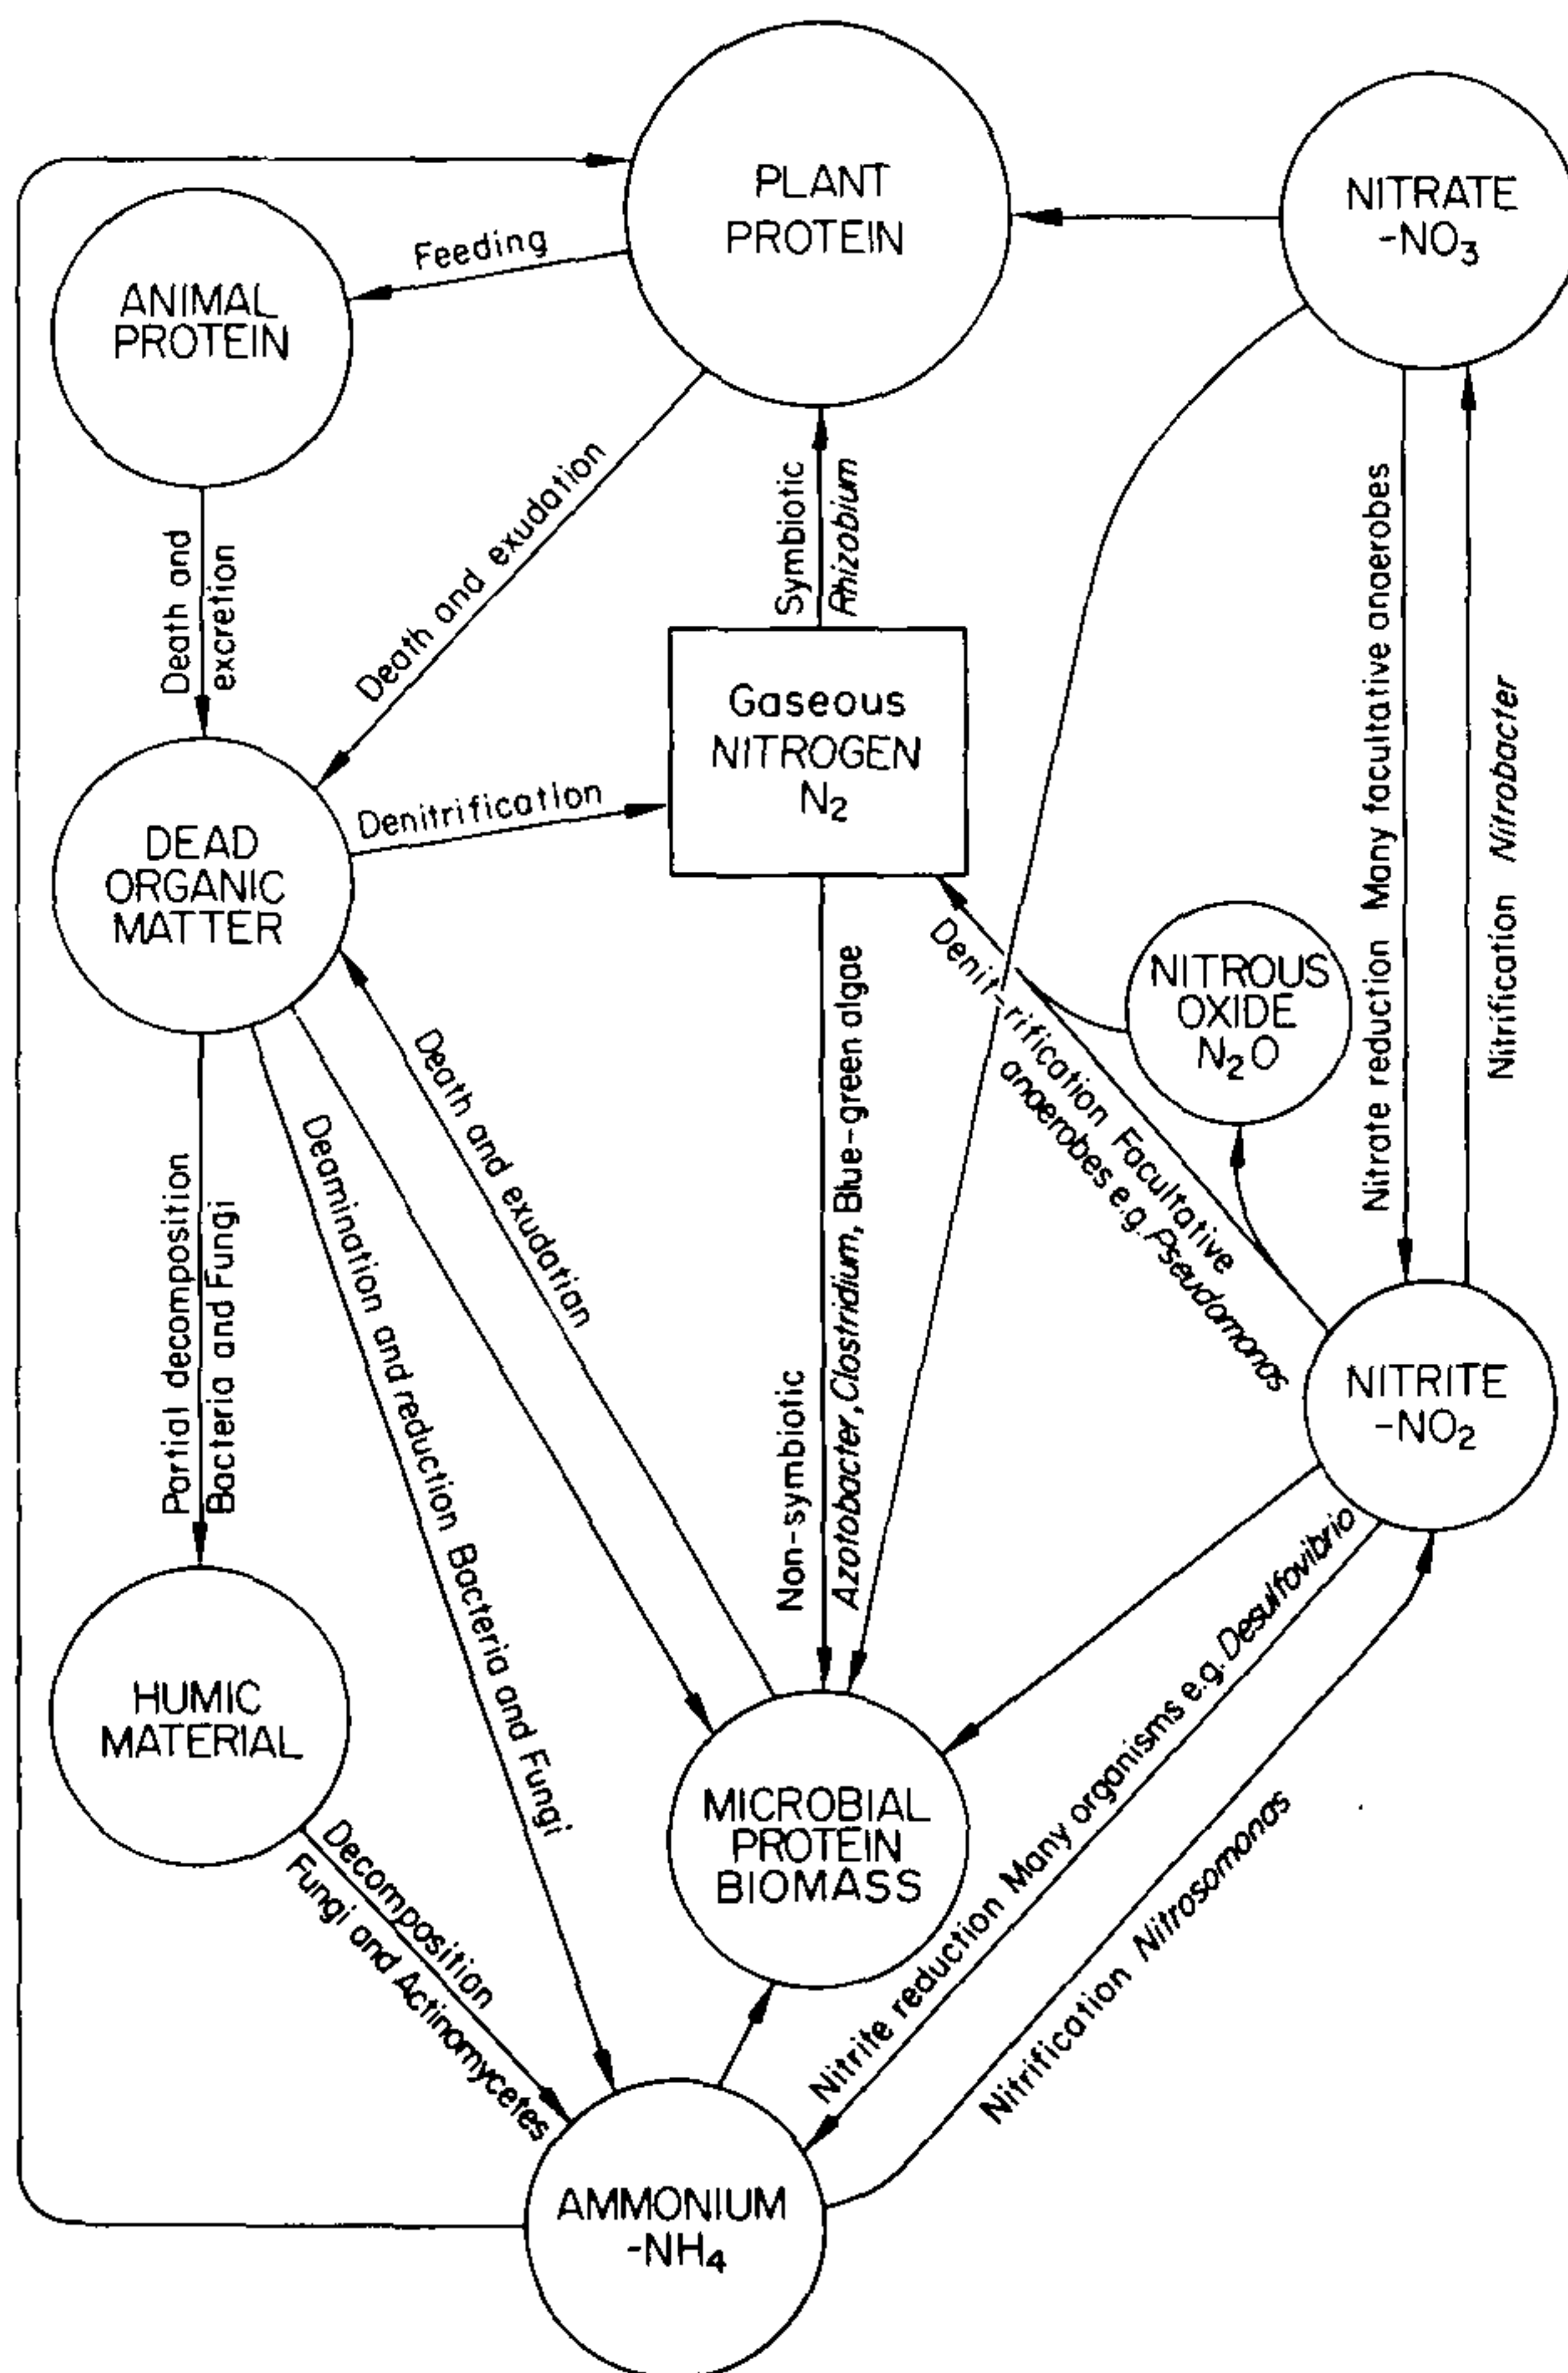 PLANT
PROTEIN
NITRATE
-NO₃
Feeding
ANIMAL
PROTEIN
Death and
excretion
Death and exudation
Symbiotic
Rhizobium
Gaseous
NITROGEN
N₂
Denitrification
DEAD
ORGANIC
MATTER
Nitrate reduction Many facultative anaerobes
Nitrification Nitrobacter
NITROUS
OXIDE
N₂O
Denit-rification Facultative
anaerobes e.g. Pseudomonas
Death and exudation
Non-symbiotic
Azotobacter, Clostridium, Blue-green algae
Partial decomposition
Bacteria and Fungi
Deamination and reduction Bacteria and Fungi
NITRITE
-NO₂
HUMIC
MATERIAL
MICROBIAL
PROTEIN
BIOMASS
Decomposition
Fungi and Actinomycetes
Nitrite reduction Many organisms e.g. Desulfovibrio
Nitrification Nitrosomonas
AMMONIUM
-NH₄